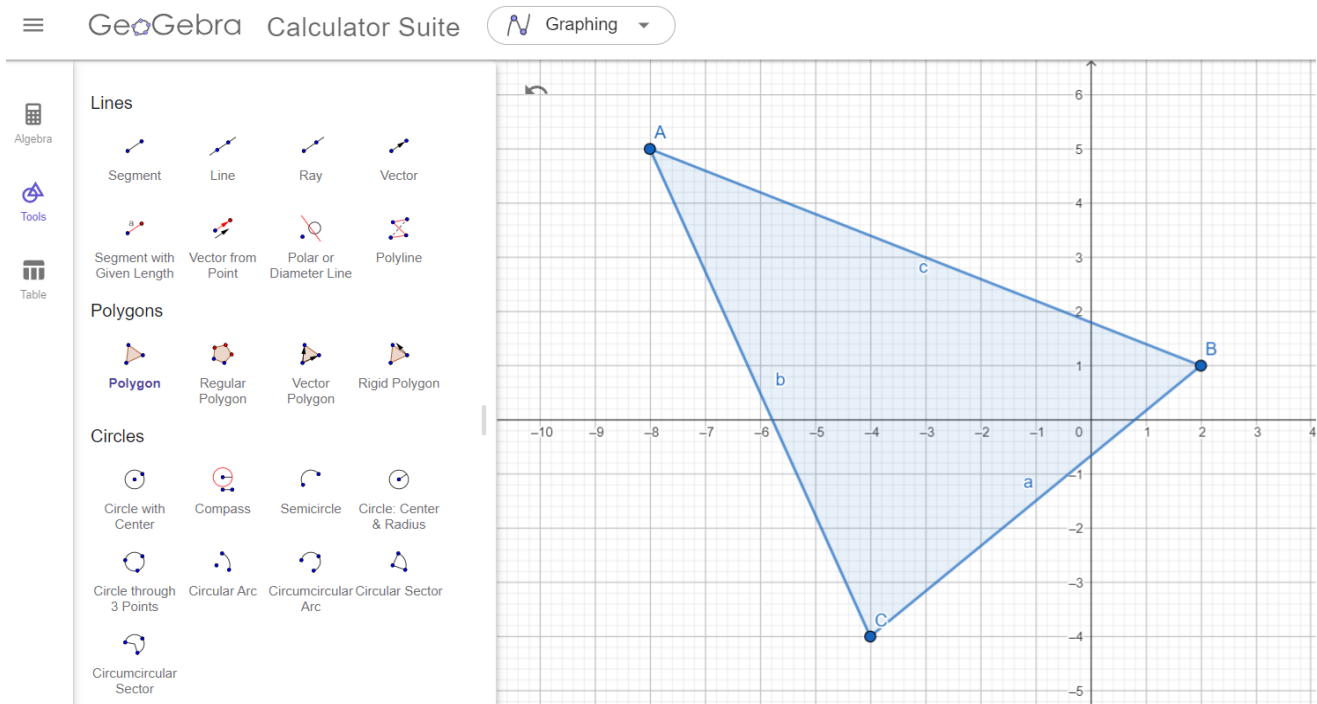 GeoGebra Calculator Suite Graphing
Algebra
Tools
Table
Lines
Segment Line Ray Vector
Segment with Given Length
Vector from Point
Polar or Diameter Line
Polyline
Polygons
Polygon
Regular Polygon
Vector Polygon
Rigid Polygon
Circles
Circle with Center
Compass
Semicircle
Circle: Center & Radius
Circle through 3 Points
Circular Arc
Circumcircular Arc
Circular Sector
Circumcircular Sector
A
B
C
a
b
c
6
5
4
3
2
1
–10 –9 –8 –7 –6 –5 –4 –3 –2 –1 0 1 2 3 4
–1
–2
–3
–4
–5
a